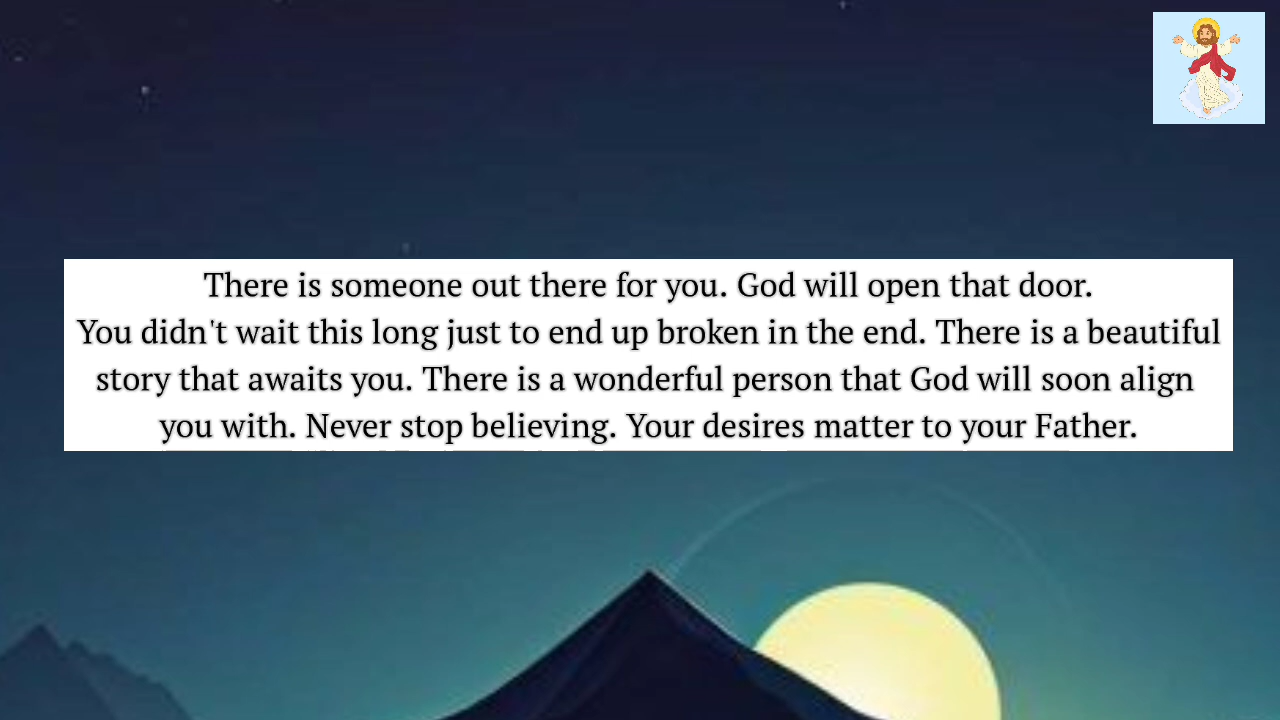 There is someone out there for you. God will open that door.
You didn't wait this long just to end up broken in the end. There is a beautiful
story that awaits you. There is a wonderful person that God will soon align
you with. Never stop believing. Your desires matter to your Father.